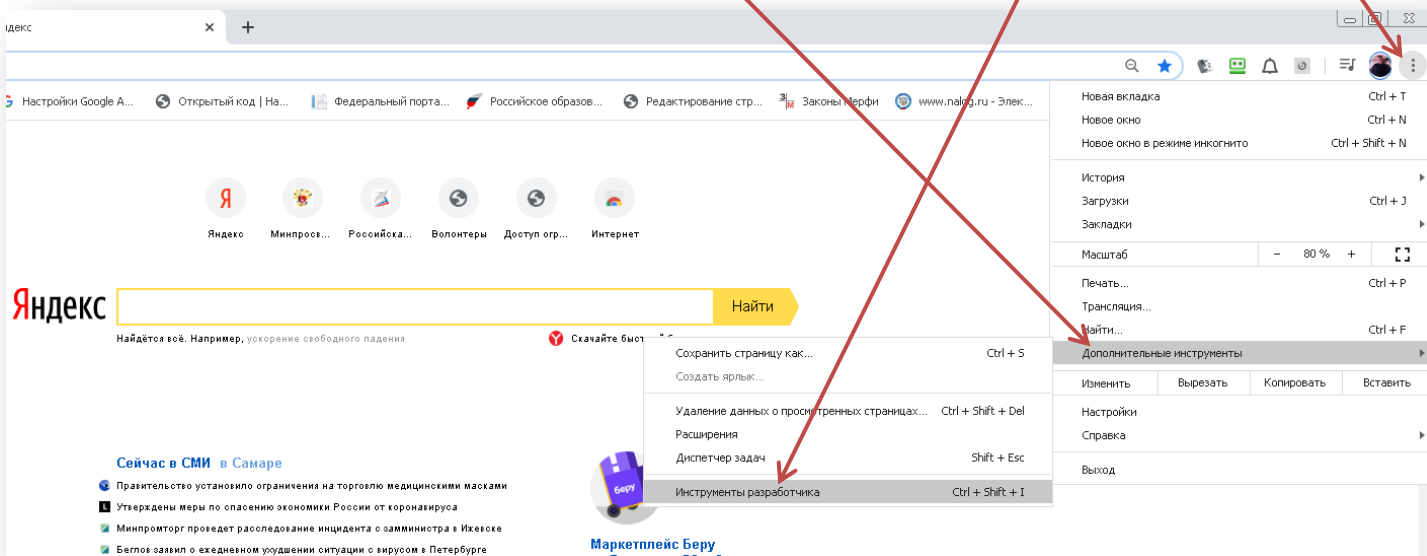 ндекс
Настройки Google А...
Открытый код | На...
Федеральный порта...
Российское образов...
Редактирование стр...
Законы Мерфи
www.nalog.ru - Элек...
Яндекс
Минпросв...
Российска...
Волонтеры
Доступ огр...
Интернет
Яндекс
Найти
Найдётся всё. Например, ускорение свободного падения
Скачайте быст
Сейчас в СМИ в Самаре
Правительство установило ограничения на торговлю медицинскими масками
Утверждены меры по спасению экономики России от коронавируса
Минпромторг проведет расследование инцидента с замминистра в Ижевске
Беглов заявил о ежедневном ухудшении ситуации с вирусом в Петербурге
беру
Маркетплейс Беру
Сохранить страницу как... Ctrl + S
Создать ярлык...
Удаление данных о просмотренных страницах... Ctrl + Shift + Del
Расширения
Диспетчер задач Shift + Esc
Инструменты разработчика Ctrl + Shift + I
Новая вкладка Ctrl + T
Новое окно Ctrl + N
Новое окно в режиме инкогнито Ctrl + Shift + N
История
Загрузки Ctrl + J
Закладки
Масштаб - 80 % +
Печать... Ctrl + P
Трансляция...
Найти... Ctrl + F
Дополнительные инструменты
Изменить Вырезать Копировать Вставить
Настройки
Справка
Выход